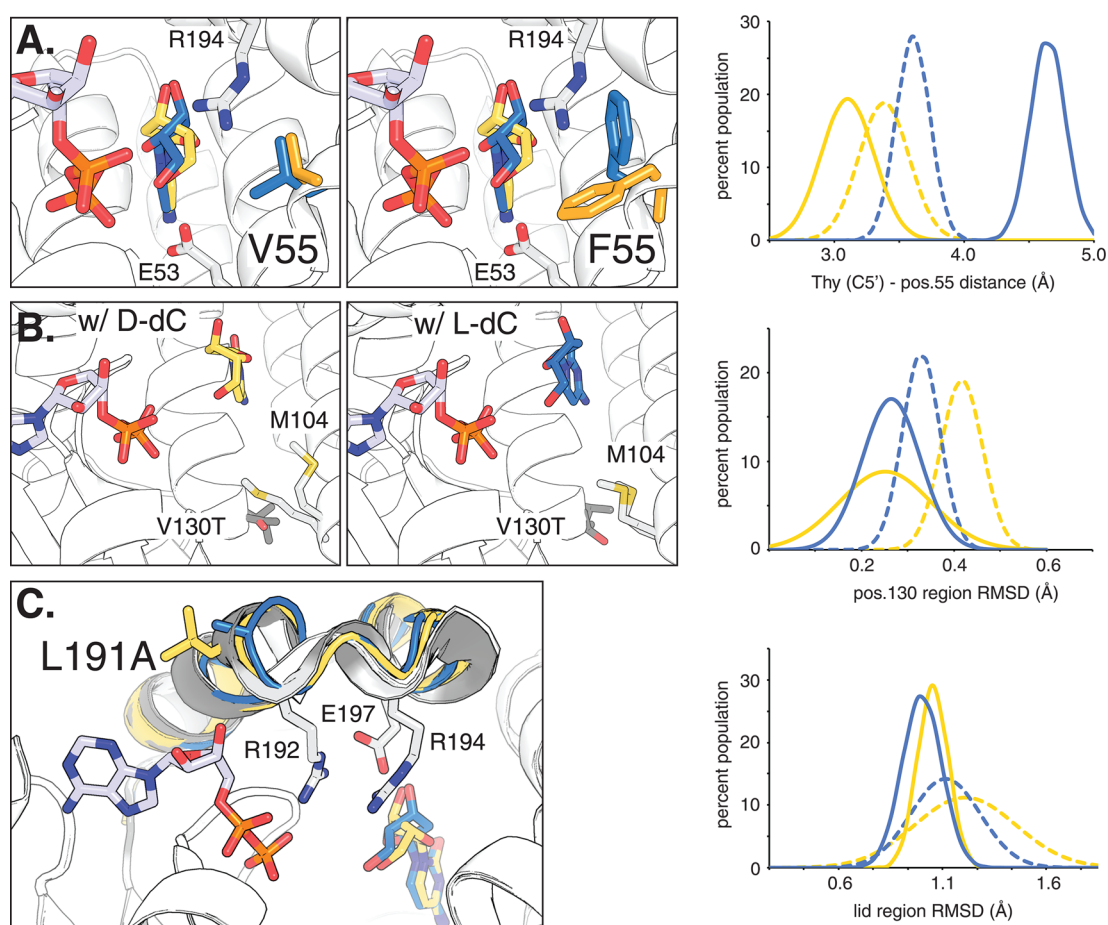 A.
R194
E53
V55
R194
E53
F55
30
20
10
0
3.0
4.0
5.0
percent population
Thy (C5') - pos.55 distance (Å)
B.
w/ D-dC
M104
V130T
w/ L-dC
M104
V130T
20
10
0
0.2
0.4
0.6
percent population
pos.130 region RMSD (Å)
C.
L191A
R192
E197
R194
30
20
10
0
0.6
1.1
1.6
percent population
lid region RMSD (Å)